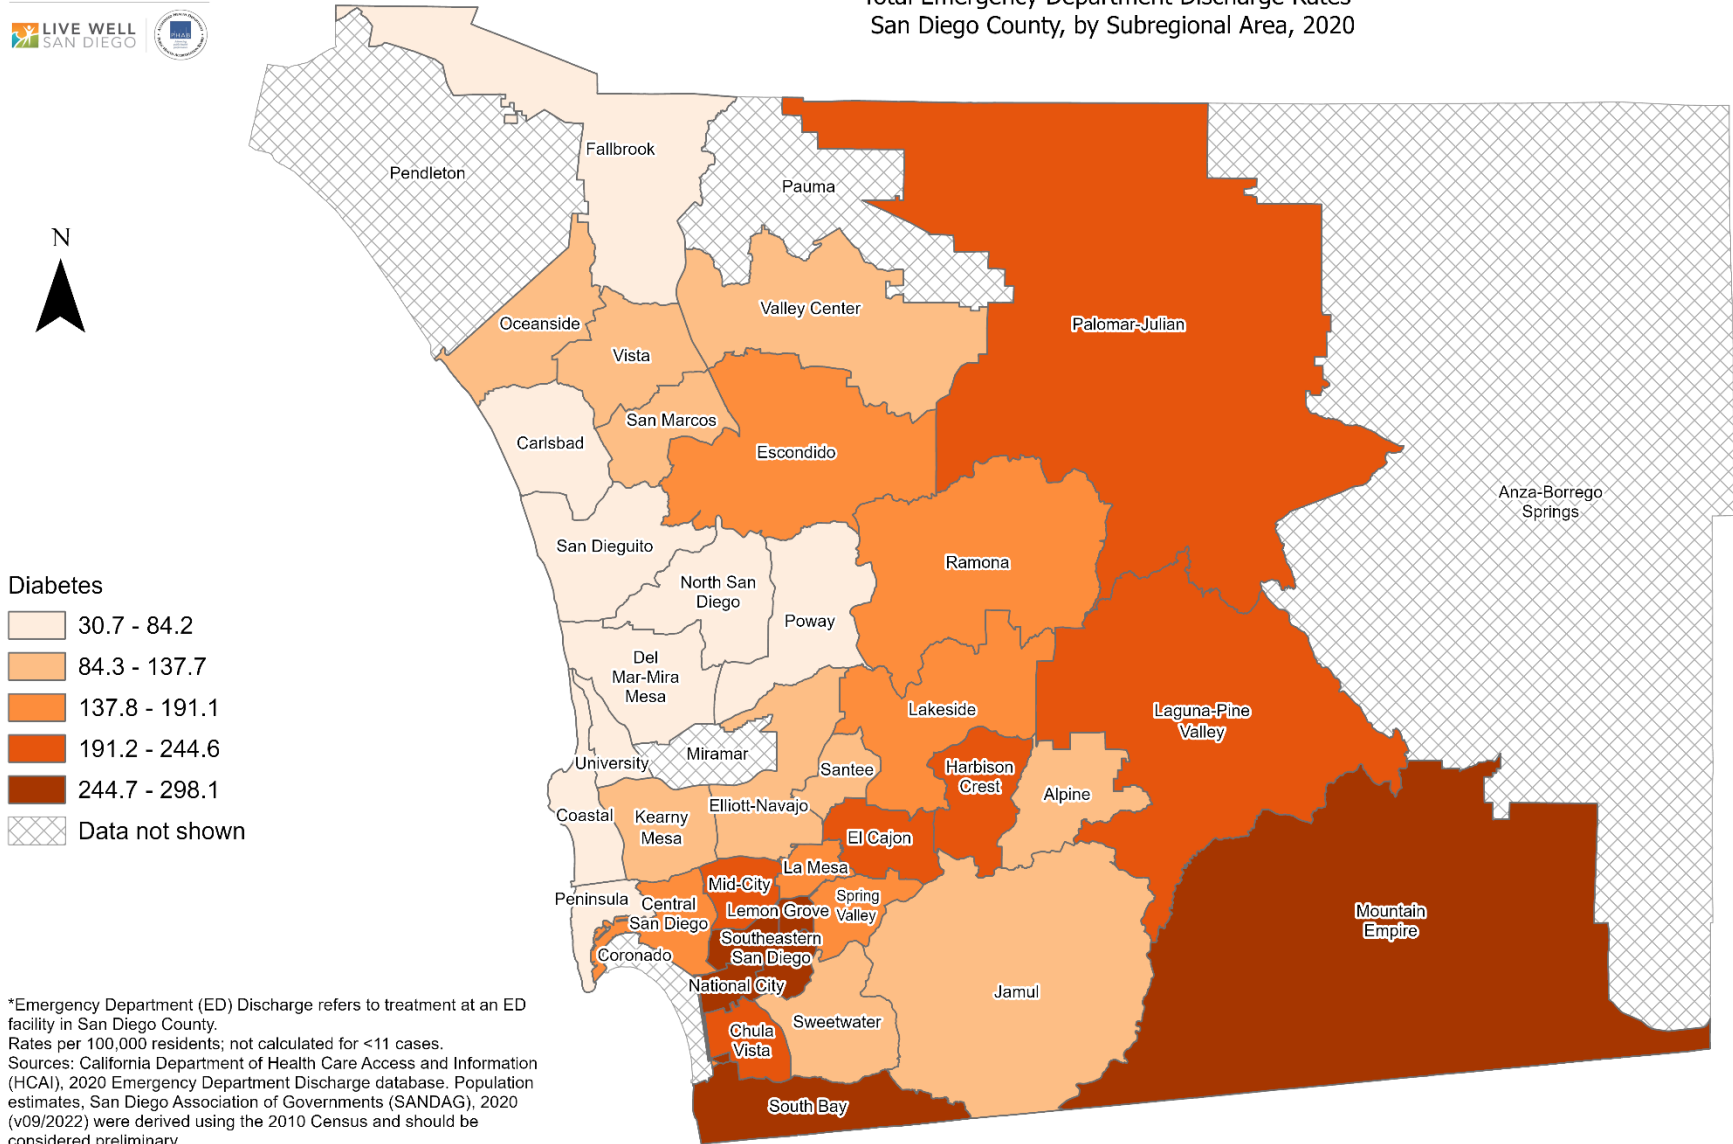 Total Emergency Department Discharge Rates
San Diego County, by Subregional Area, 2020
LIVE WELL
SAN DIEGO
PHAB
N
Pendleton
Fallbrook
Pauma
Oceanside
Vista
Valley Center
Palomar-Julian
San Marcos
Carlsbad
Escondido
Anza-Borrego
Springs
San Dieguito
North San
Diego
Ramona
Poway
Del
Mar-Mira
Mesa
Lakeside
Laguna-Pine
Valley
Miramar
University
Santee
Harbison
Crest
Alpine
Coastal
Kearny
Mesa
Elliott-Navajo
El Cajon
La Mesa
Mid-City
Peninsula
Central
San Diego
Lemon Grove
Spring
Valley
Mountain
Empire
Southeastern
San Diego
Coronado
National City
Jamul
Chula
Vista
Sweetwater
South Bay
Diabetes
30.7 - 84.2
84.3 - 137.7
137.8 - 191.1
191.2 - 244.6
244.7 - 298.1
Data not shown
*Emergency Department (ED) Discharge refers to treatment at an ED
facility in San Diego County.
Rates per 100,000 residents; not calculated for <11 cases.
Sources: California Department of Health Care Access and Information
(HCAI), 2020 Emergency Department Discharge database. Population
estimates, San Diego Association of Governments (SANDAG), 2020
(v09/2022) were derived using the 2010 Census and should be
considered preliminary.